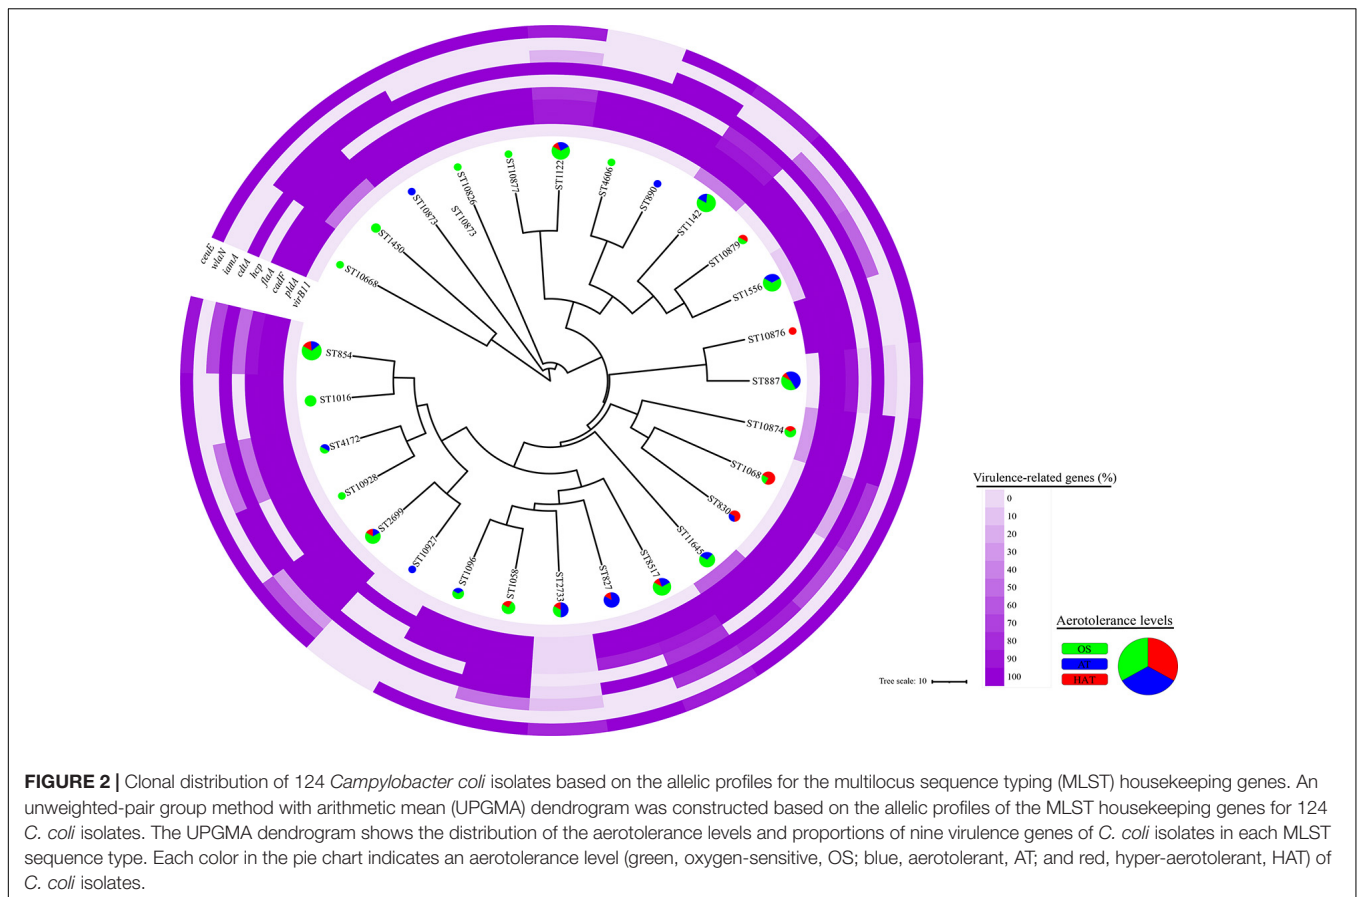 ceuE
wlaN
iamA
cdtA
hcp
flaA
cadF
pldA
virB11
ST10668
ST1450
ST10873
ST10826
ST10873
ST10877
ST1122
ST4606
ST890
ST1142
ST10879
ST1556
ST10876
ST887
ST10874
ST1068
ST830
ST11645
ST8517
ST827
ST2733
ST1058
ST1096
ST10927
ST2699
ST10928
ST4172
ST1016
ST854
Virulence-related genes (%)
0
10
20
30
40
50
60
70
80
90
100
Aerotolerance levels
OS
AT
HAT
Tree scale: 10
FIGURE 2 | Clonal distribution of 124 Campylobacter coli isolates based on the allelic profiles for the multilocus sequence typing (MLST) housekeeping genes. An
unweighted-pair group method with arithmetic mean (UPGMA) dendrogram was constructed based on the allelic profiles of the MLST housekeeping genes for 124
C. coli isolates. The UPGMA dendrogram shows the distribution of the aerotolerance levels and proportions of nine virulence genes of C. coli isolates in each MLST
sequence type. Each color in the pie chart indicates an aerotolerance level (green, oxygen-sensitive, OS; blue, aerotolerant, AT; and red, hyper-aerotolerant, HAT) of
C. coli isolates.